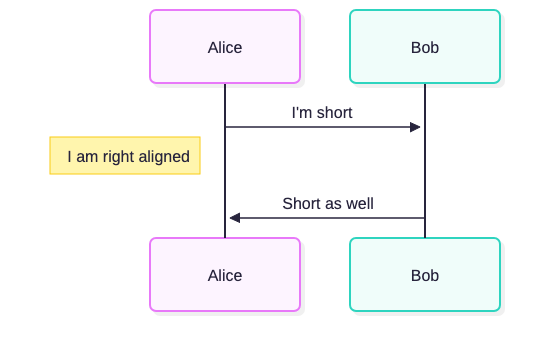 Alice
Bob
I'm short
I am right aligned
Short as well
Alice
Bob